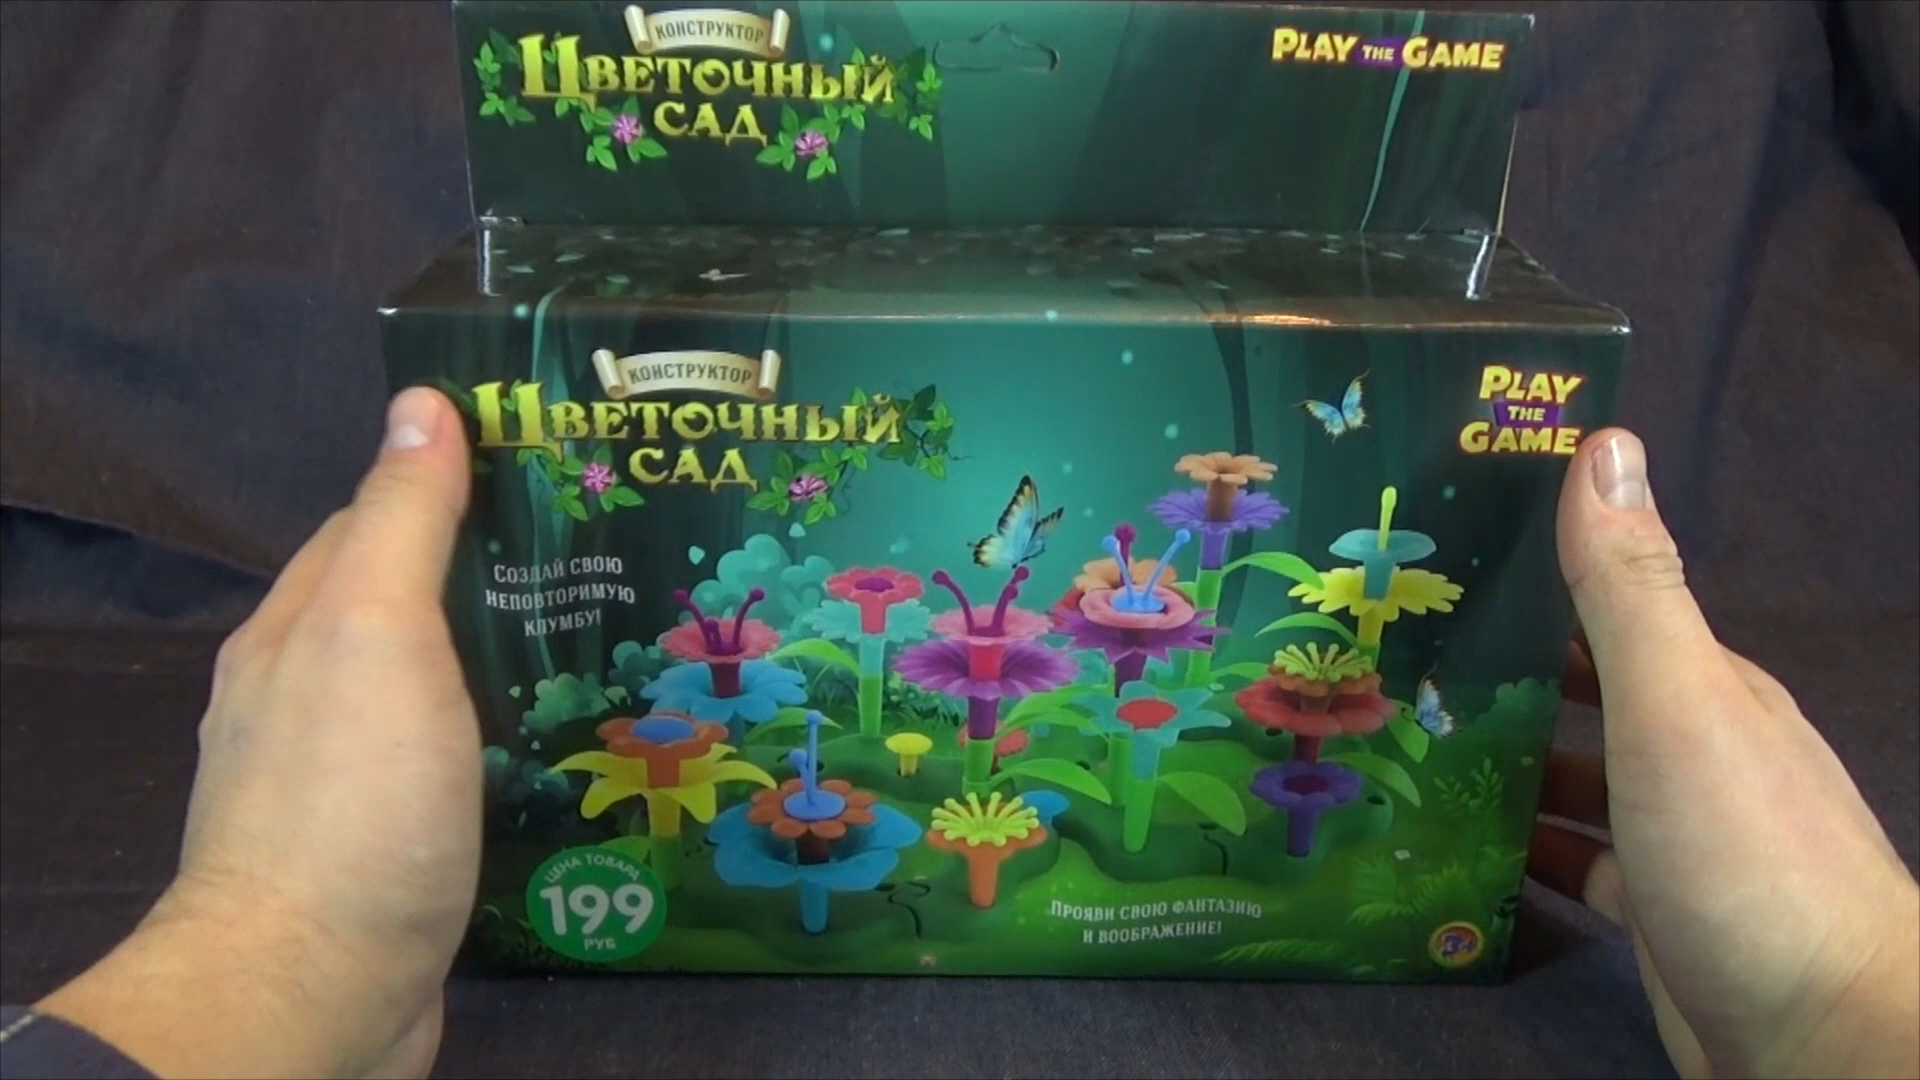 КОНСТРУКТОР
ЦВЕТОЧНЫЙ
САД
PLAY THE GAME
КОНСТРУКТОР
ЦВЕТОЧНЫЙ
САД
PLAY
THE
GAME
СОЗДАЙ СВОЮ
НЕПОВТОРИМУЮ
КЛУМБУ!
ЦЕНА ТОВАРА
199
РУБ
ПРОЯВИ СВОЮ ФАНТАЗИЮ
И ВООБРАЖЕНИЕ!
3+